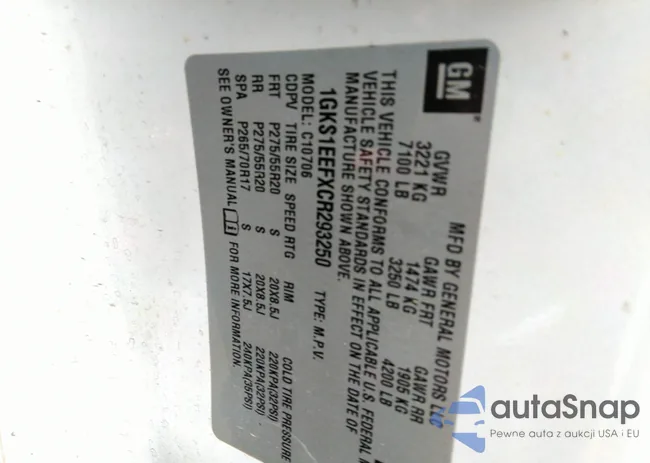 GM
MFD BY GENERAL MOTORS LLC
GVWR GAWR FRT GAWR RR
3221 KG 1474 KG 1905 KG
7100 LB 3250 LB 4200 LB
THIS VEHICLE CONFORMS TO ALL APPLICABLE U.S. FEDERAL
VEHICLE SAFETY STANDARDS IN EFFECT ON THE DATE OF
MANUFACTURE SHOWN ABOVE.
1GKS1EEFXCR293250 TYPE: M.P.V.
MODEL: C10706
CDPV TIRE SIZE SPEED RTG RIM COLD TIRE PRESSURE
FRT P275/55R20 S 20X8.5J 220KPA(32PSI)
RR P275/55R20 S 20X8.5J 220KPA(32PSI)
SPA P265/70R17 S 17X7.5J 240KPA(35PSI)
SEE OWNER'S MANUAL i FOR MORE INFORMATION.
autaSnap
Pewne auta z aukcji USA i EU